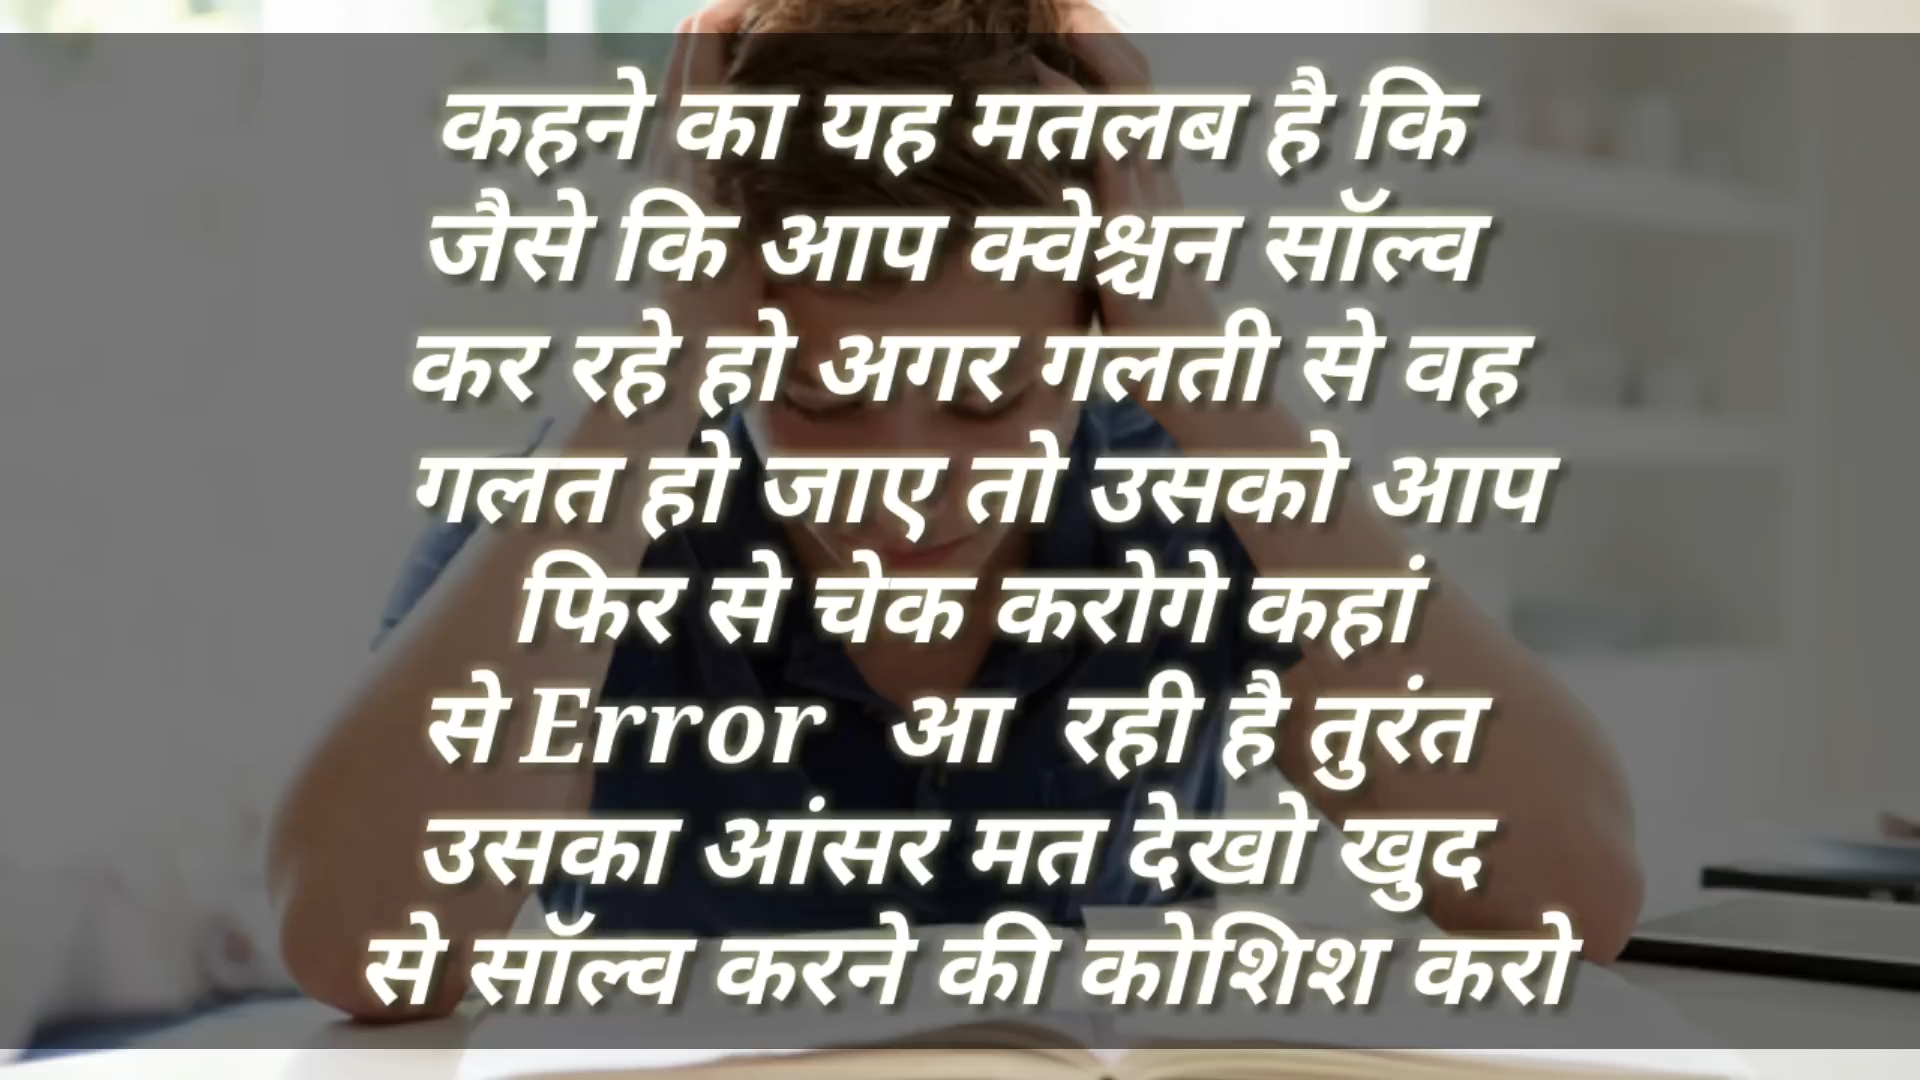 कहने का यह मतलब है कि
जैसे कि आप क्वेश्चन सॉल्व
कर रहे हो अगर गलती से वह
गलत हो जाए तो उसको आप
फिर से चेक करोगे कहां
से Error आ रही है तुरंत
उसका आंसर मत देखो खुद
से सॉल्व करने की कोशिश करो